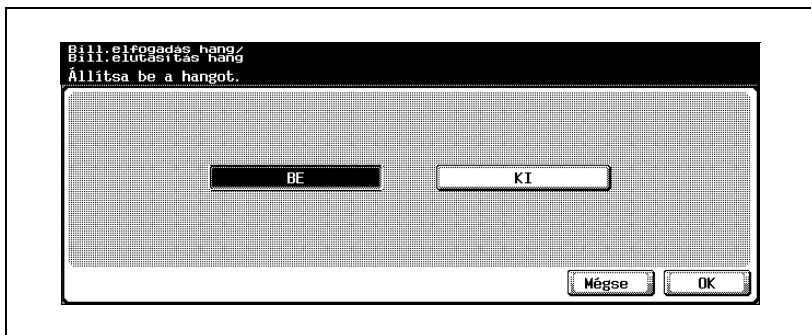 Bill.elfogadás hang/
Bill.elutasítás hang
Állítsa be a hangot.
BE KI
Mégse OK